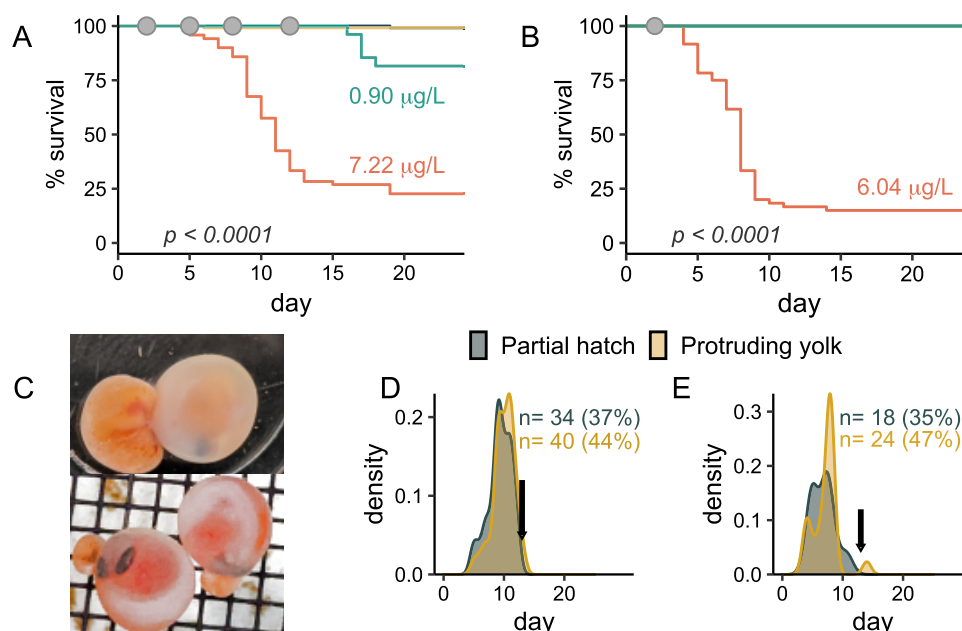 A
% survival
100
75
50
25
0
0.90 µg/L
7.22 µg/L
p < 0.0001
0 5 10 15 20
day
B
% survival
100
75
50
25
0
6.04 µg/L
p < 0.0001
0 5 10 15 20
day
C
Partial hatch Protruding yolk
D
density
0.2
0.1
0.0
n= 34 (37%)
n= 40 (44%)
0 10 20
day
E
density
0.3
0.2
0.1
0.0
n= 18 (35%)
n= 24 (47%)
0 10 20
day